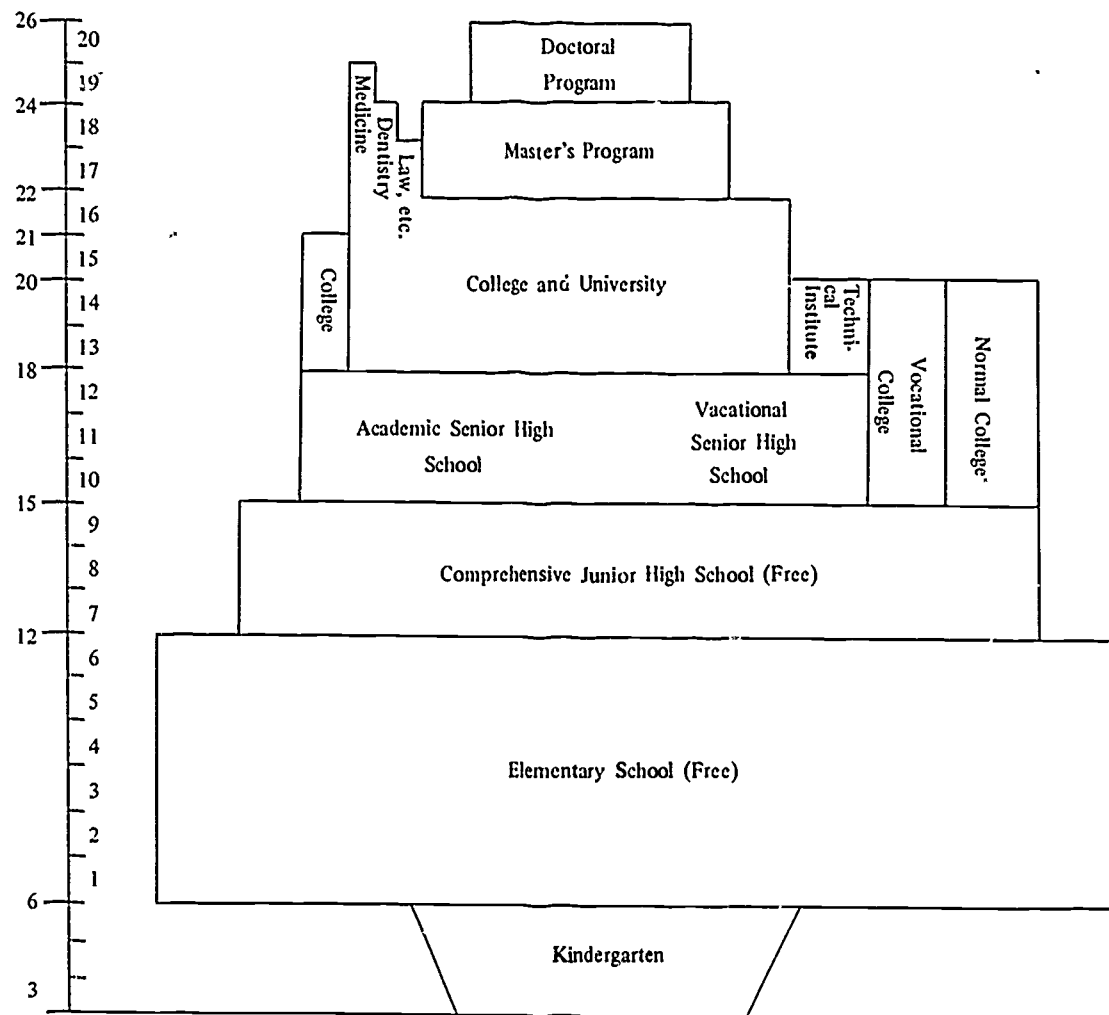 26
20
19
24
18
17
22
16
21
15
20
14
13
18
12
11
10
15
9
8
7
12
6
5
4
3
2
1
6
3
Doctoral
Program
Master's Program
Medicine
Dentistry
Law, etc.
College
College and University
Techni-
cal
Institute
Vocational
College
Normal College*
Academic Senior High
School
Vacational
Senior High
School
Comprehensive Junior High School (Free)
Elementary School (Free)
Kindergarten